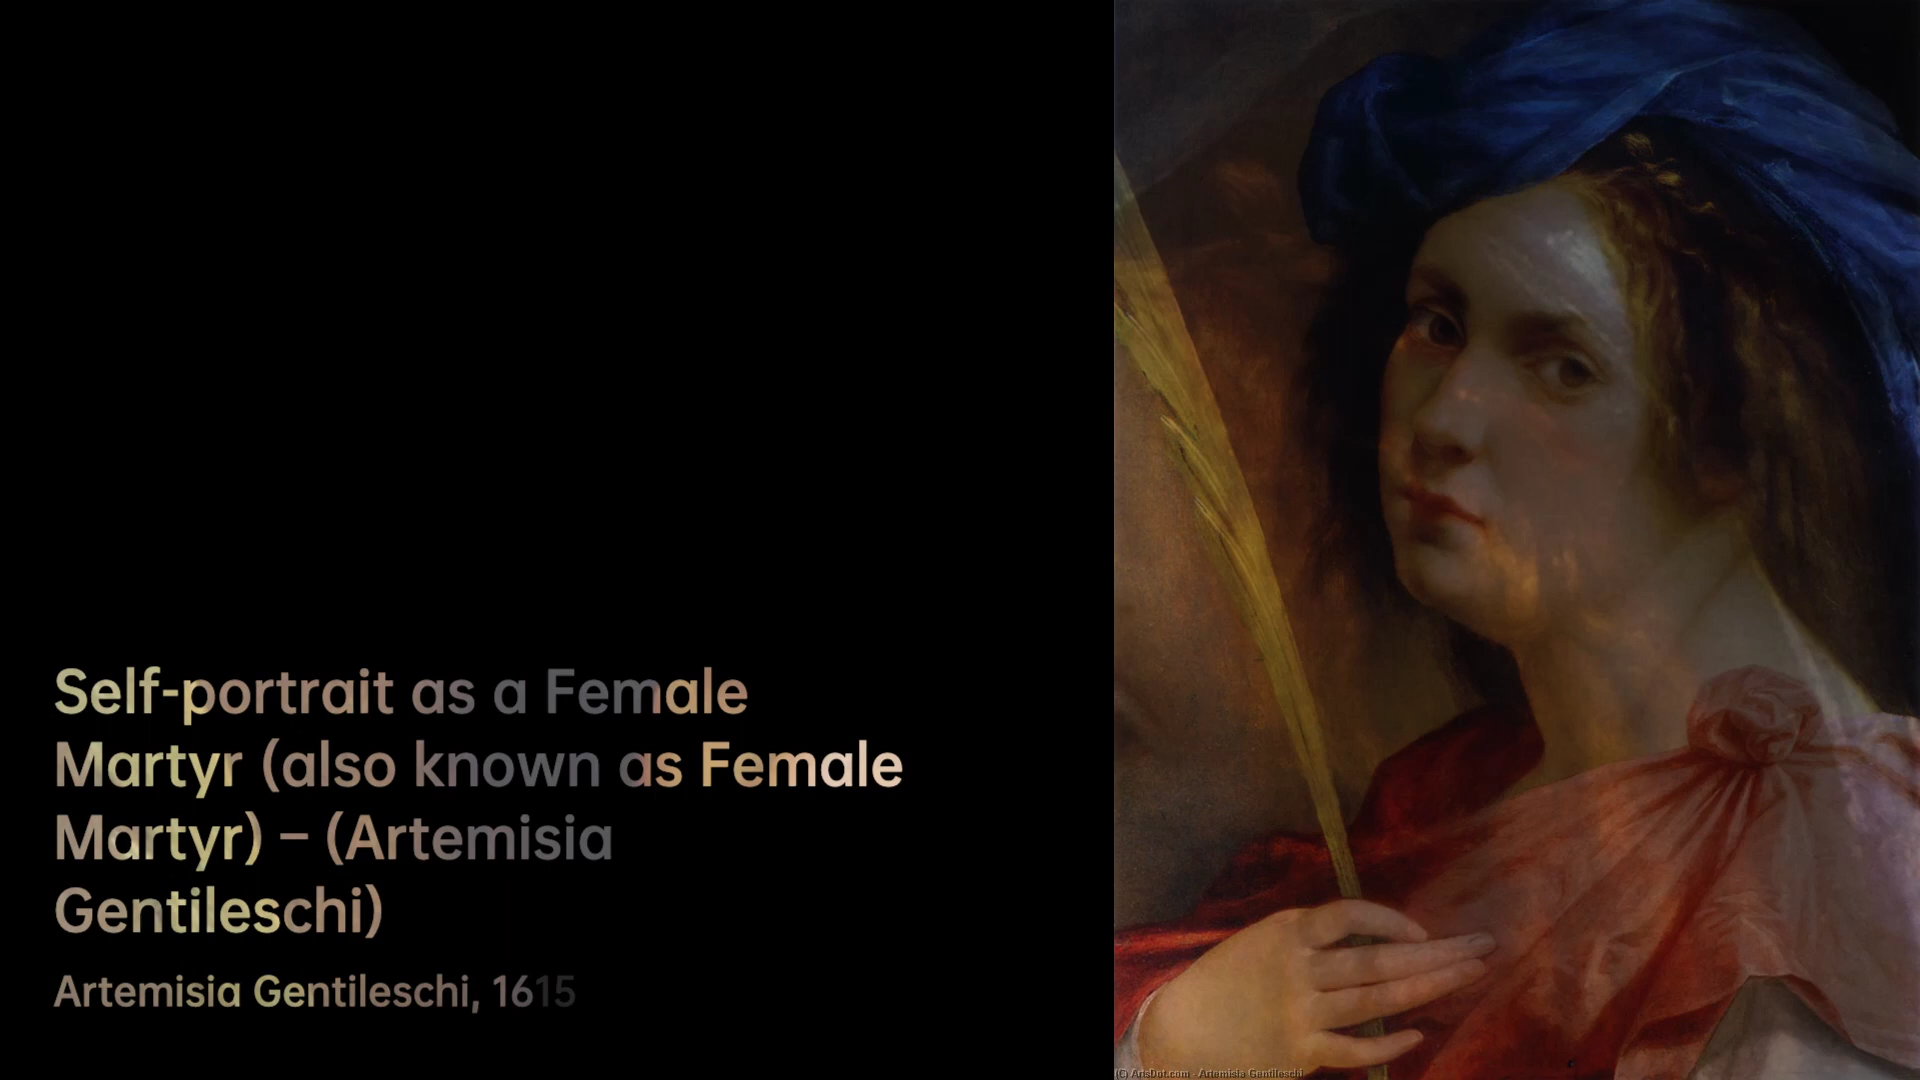 Self-portrait as a Female
Martyr (also known as Female
Martyr) – (Artemisia
Gentileschi)
Artemisia Gentileschi, 1615
(C) ArtsDot.com - Artemisia Gentileschi